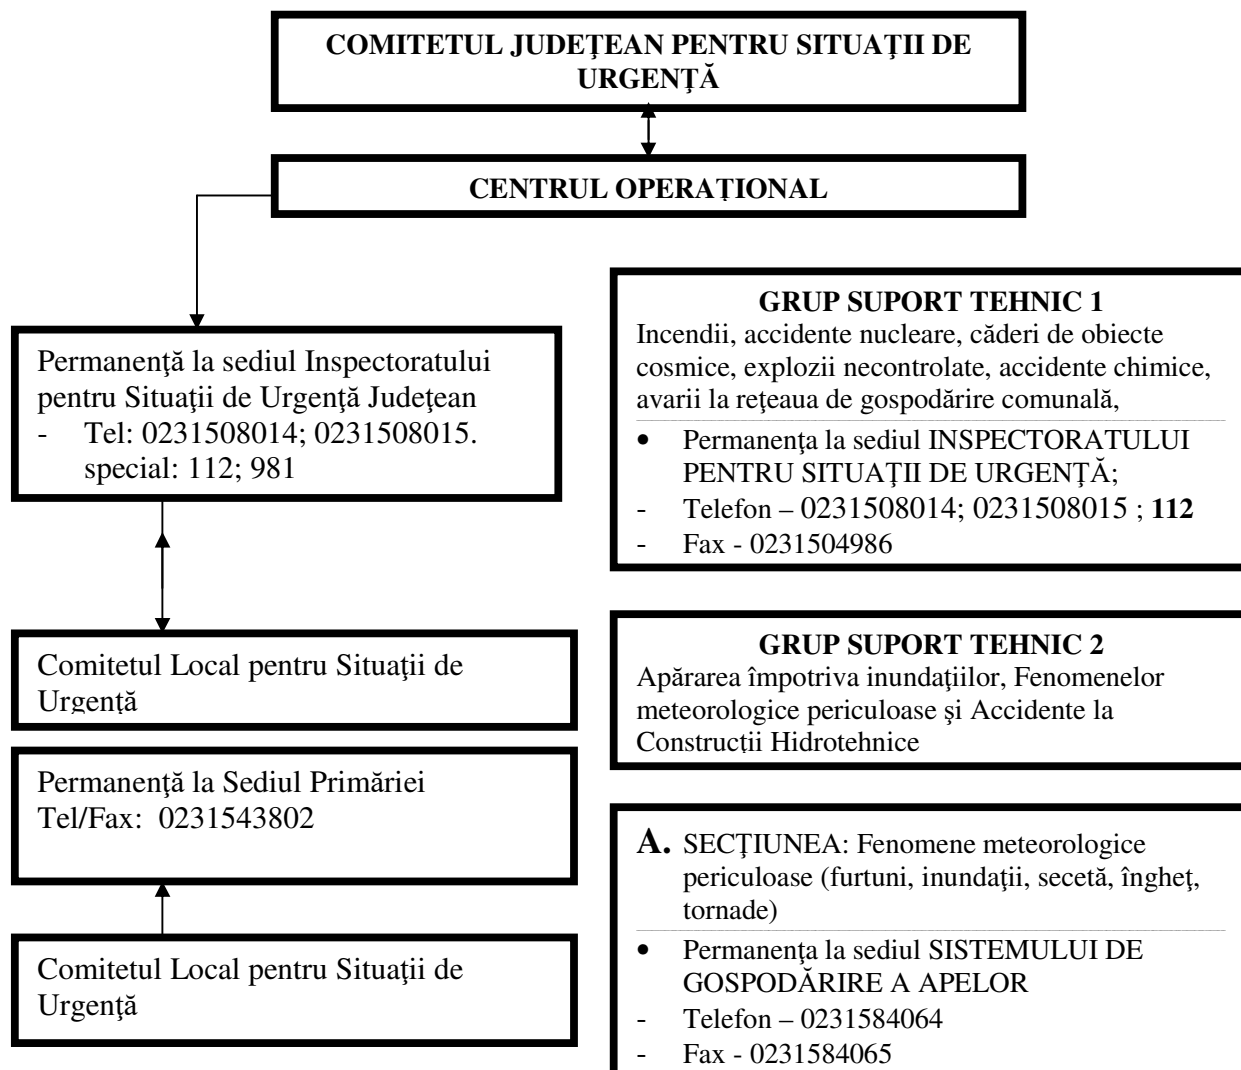 COMITETUL JUDEŢEAN PENTRU SITUAŢII DE
URGENŢĂ
CENTRUL OPERAŢIONAL
Permanenţă la sediul Inspectoratului
pentru Situaţii de Urgenţă Judeţean
- Tel: 0231508014; 0231508015.
special: 112; 981
Comitetul Local pentru Situaţii de
Urgenţă
Permanenţă la Sediul Primăriei
Tel/Fax: 0231543802
Comitetul Local pentru Situaţii de
Urgenţă
GRUP SUPORT TEHNIC 1
Incendii, accidente nucleare, căderi de obiecte
cosmice, explozii necontrolate, accidente chimice,
avarii la reţeaua de gospodărire comunală,
• Permanenţa la sediul INSPECTORATULUI
PENTRU SITUAŢII DE URGENŢĂ;
- Telefon – 0231508014; 0231508015 ; 112
- Fax - 0231504986
GRUP SUPORT TEHNIC 2
Apărarea împotriva inundaţiilor, Fenomenelor
meteorologice periculoase şi Accidente la
Construcţii Hidrotehnice
A. SECŢIUNEA: Fenomene meteorologice
periculoase (furtuni, inundaţii, secetă, îngheţ,
tornade)
• Permanenţa la sediul SISTEMULUI DE
GOSPODĂRIRE A APELOR
- Telefon – 0231584064
- Fax - 0231584065